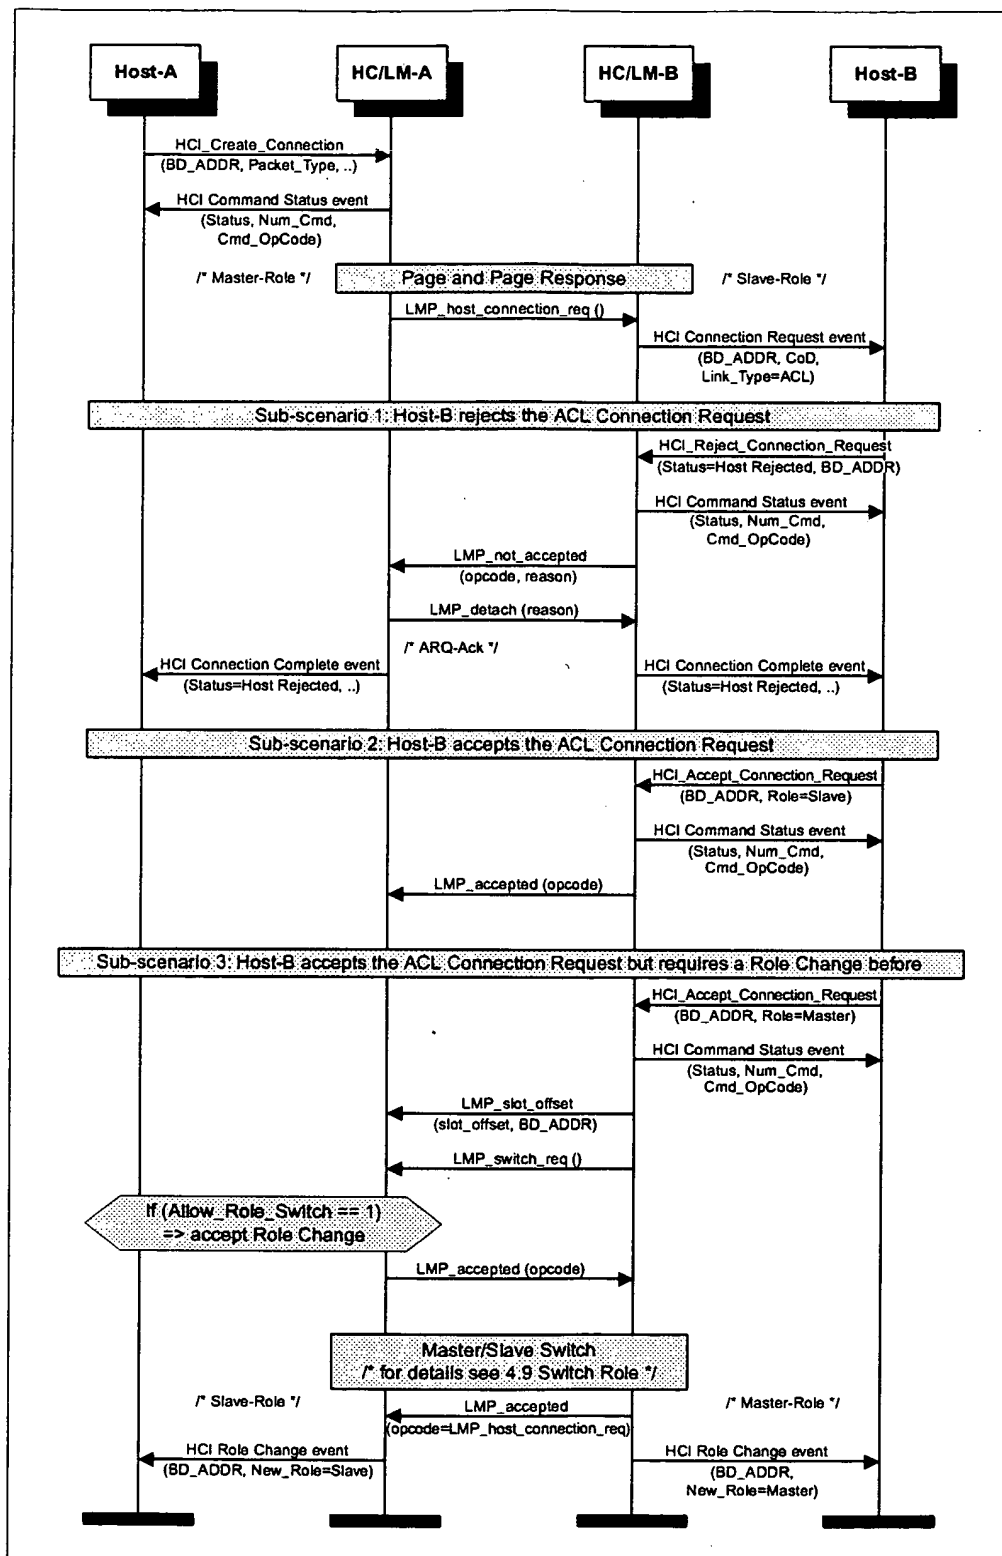 Host-A
HC/LM-A
HC/LM-B
Host-B
HCI_Create_Connection
(BD_ADDR, Packet_Type, ..)
HCI Command Status event
(Status, Num_Cmd,
Cmd_OpCode)
/* Master-Role */
Page and Page Response
/* Slave-Role */
LMP_host_connection_req ()
HCI Connection Request event
(BD_ADDR, CoD,
Link_Type=ACL)
Sub-scenario 1: Host-B rejects the ACL Connection Request
HCI_Reject_Connection_Request
(Status=Host Rejected, BD_ADDR)
HCI Command Status event
(Status, Num_Cmd,
Cmd_OpCode)
LMP_not_accepted
(opcode, reason)
LMP_detach (reason)
/* ARQ-Ack */
HCI Connection Complete event
(Status=Host Rejected, ..)
HCI Connection Complete event
(Status=Host Rejected, ..)
Sub-scenario 2: Host-B accepts the ACL Connection Request
HCI_Accept_Connection_Request
(BD_ADDR, Role=Slave)
HCI Command Status event
(Status, Num_Cmd,
Cmd_OpCode)
LMP_accepted (opcode)
Sub-scenario 3: Host-B accepts the ACL Connection Request but requires a Role Change before
HCI_Accept_Connection_Request
(BD_ADDR, Role=Master)
HCI Command Status event
(Status, Num_Cmd,
Cmd_OpCode)
LMP_slot_offset
(slot_offset, BD_ADDR)
LMP_switch_req ()
If (Allow_Role_Switch == 1)
=> accept Role Change
LMP_accepted (opcode)
Master/Slave Switch
/* for details see 4.9 Switch Role */
/* Slave-Role */
LMP_accepted
/* Master-Role */
(opcode=LMP_host_connection_req)
HCI Role Change event
(BD_ADDR, New_Role=Slave)
HCI Role Change event
(BD_ADDR,
New_Role=Master)